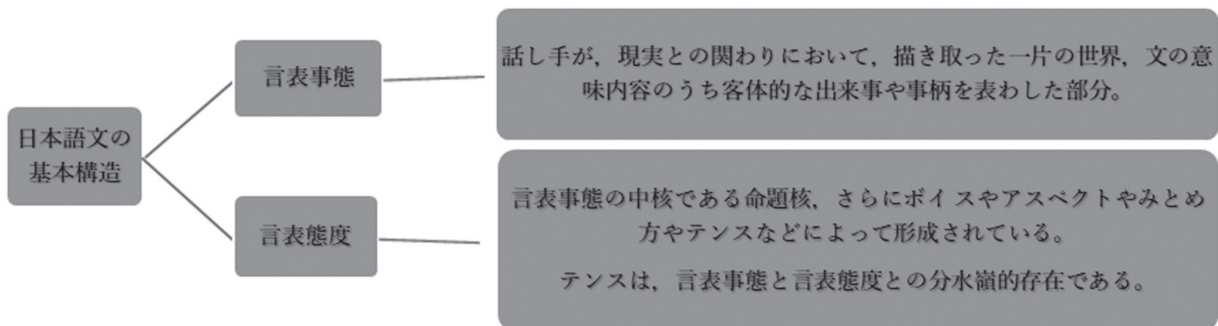 日本語文の
基本構造
言表事態
話し手が，現実との関わりにおいて，描き取った一片の世界，文の意
味内容のうち客体的な出来事や事柄を表わした部分。
言表態度
言表事態の中核である命題核，さらにボイスやアスペクトやみとめ
方やテンスなどによって形成されている。
テンスは，言表事態と言表態度との分水嶺的存在である。